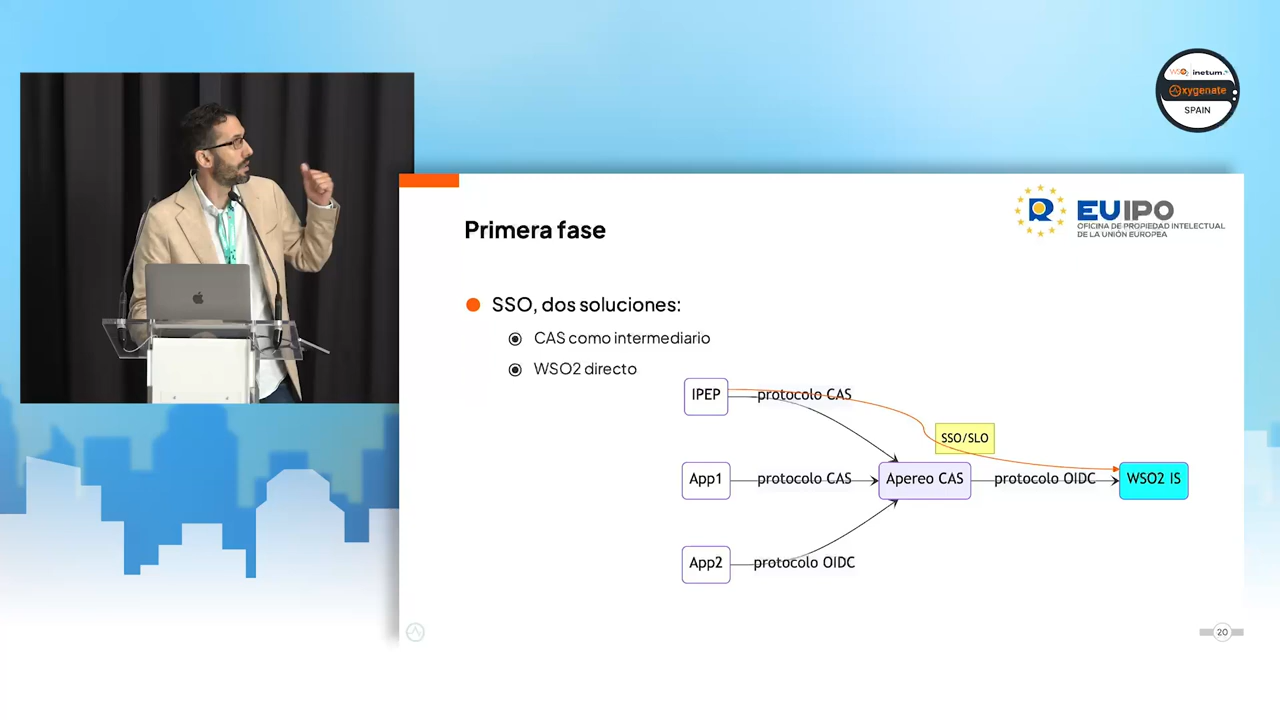 WSO2 inetum.
Oxygenate
SPAIN
EUIPO
OFICINA DE PROPIEDAD INTELECTUAL
DE LA UNIÓN EUROPEA
Primera fase
SSO, dos soluciones:
CAS como intermediario
WSO2 directo
IPEP
protocolo CAS
SSO/SLO
App1
protocolo CAS
Apereo CAS
protocolo OIDC
WSO2 IS
App2
protocolo OIDC
20